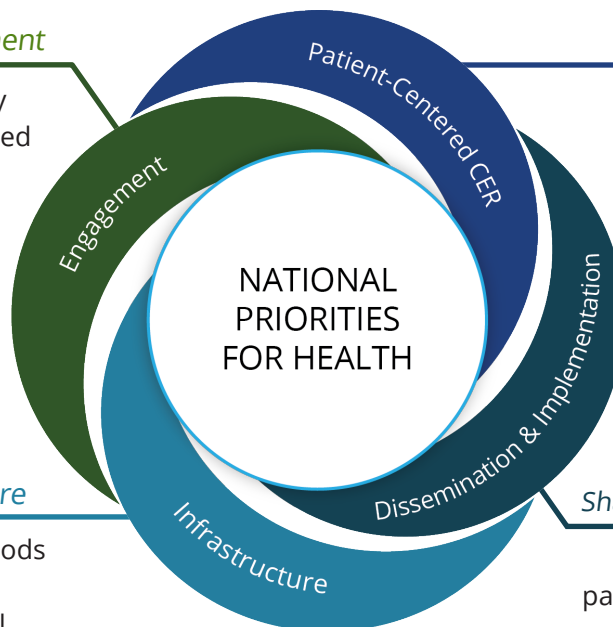 Patient-Centered CER
Engagement
NATIONAL
PRIORITIES
FOR HEALTH
Dissemination & Implementation
Infrastructure
ent
ed
re
ods
Sh
pa